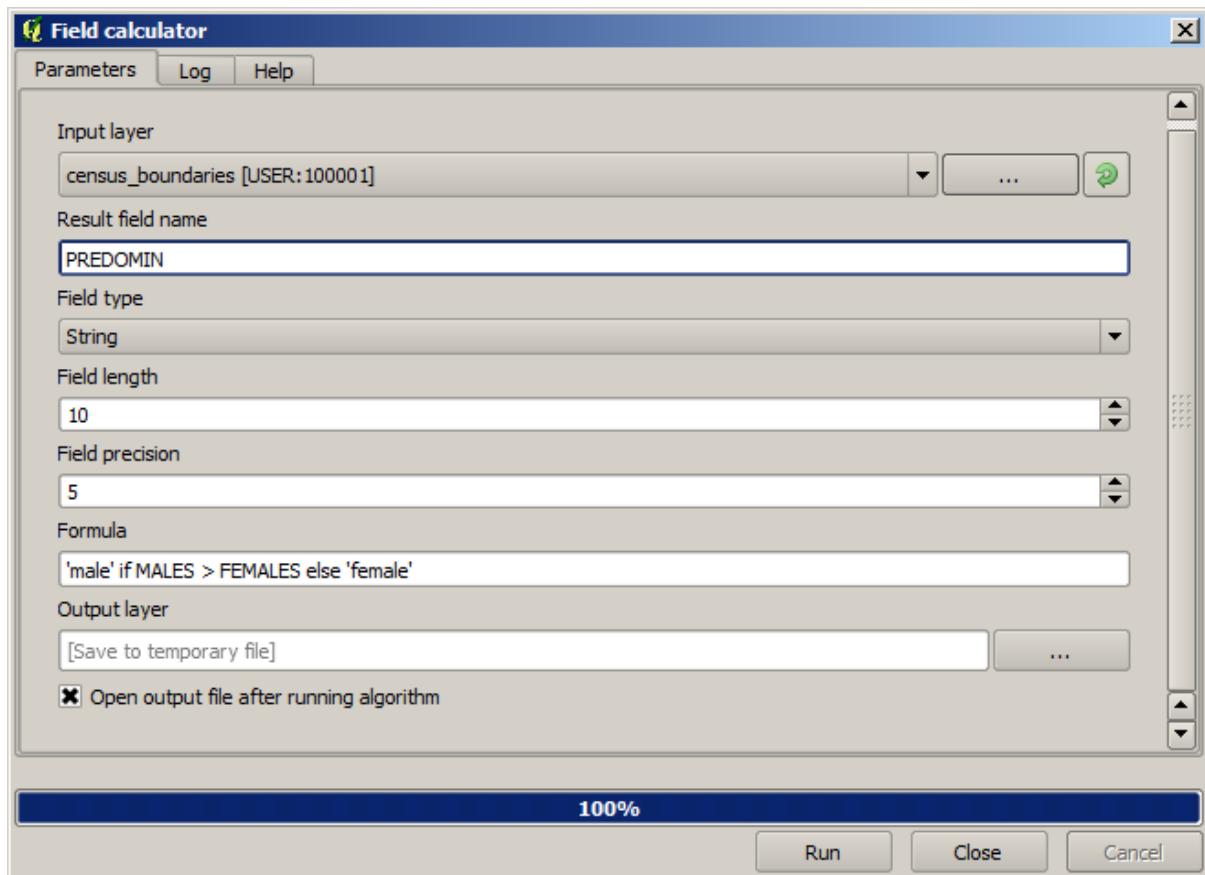 Field calculator
Parameters Log Help
Input layer
census_boundaries [USER:100001] ...
Result field name
PREDOMIN
Field type
String
Field length
10
Field precision
5
Formula
'male' if MALES > FEMALES else 'female'
Output layer
[Save to temporary file] ...
Open output file after running algorithm
100%
Run Close Cancel